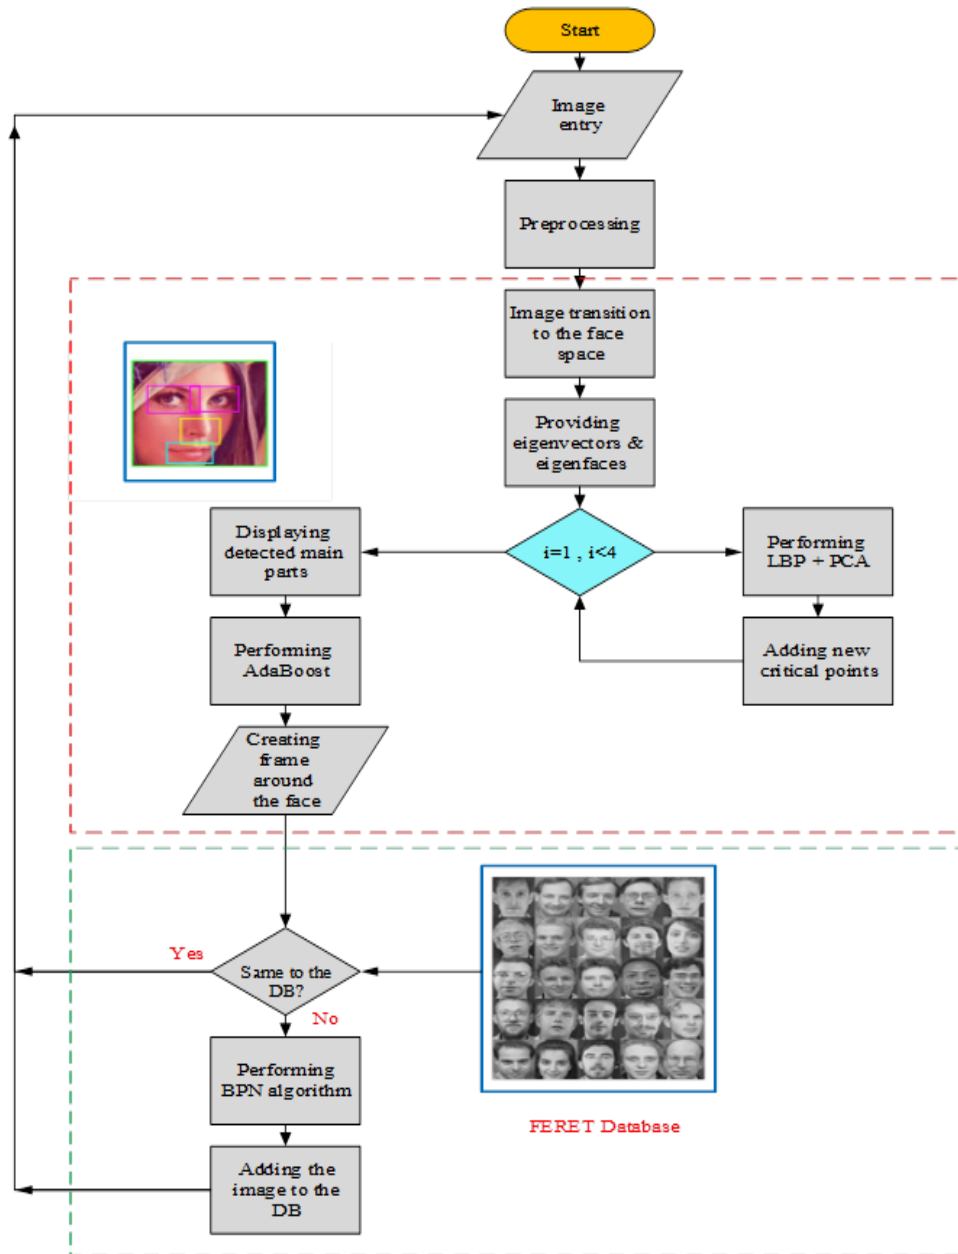 Start
Image
entry
Preprocessing
Image transition
to the face
space
Providing
eigenvectors &
eigenfaces
i=1 , i<4
Displaying
detected main
parts
Performing
LBP + PCA
Performing
AdaBoost
Adding new
critical points
Creating
frame
around
the face
Yes
Same to the
DB?
No
Performing
BPN algorithm
FERET Database
Adding the
image to the
DB